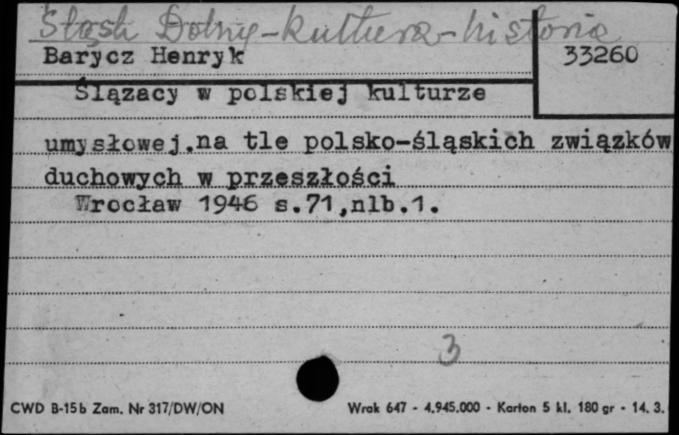 Śląsk Dolny - kultura - historia
Barycz Henryk
33260
Ślązacy w polskiej kulturze
umysłowej.na tle polsko-śląskich związków
duchowych w przeszłości
Wrocław 1946 s.71,nlb.1.
3
CWD B-15b Zam. Nr 317/DW/ON
Wrak 647 - 4.945.000 - Karton 5 kl. 180 gr - 14. 3.